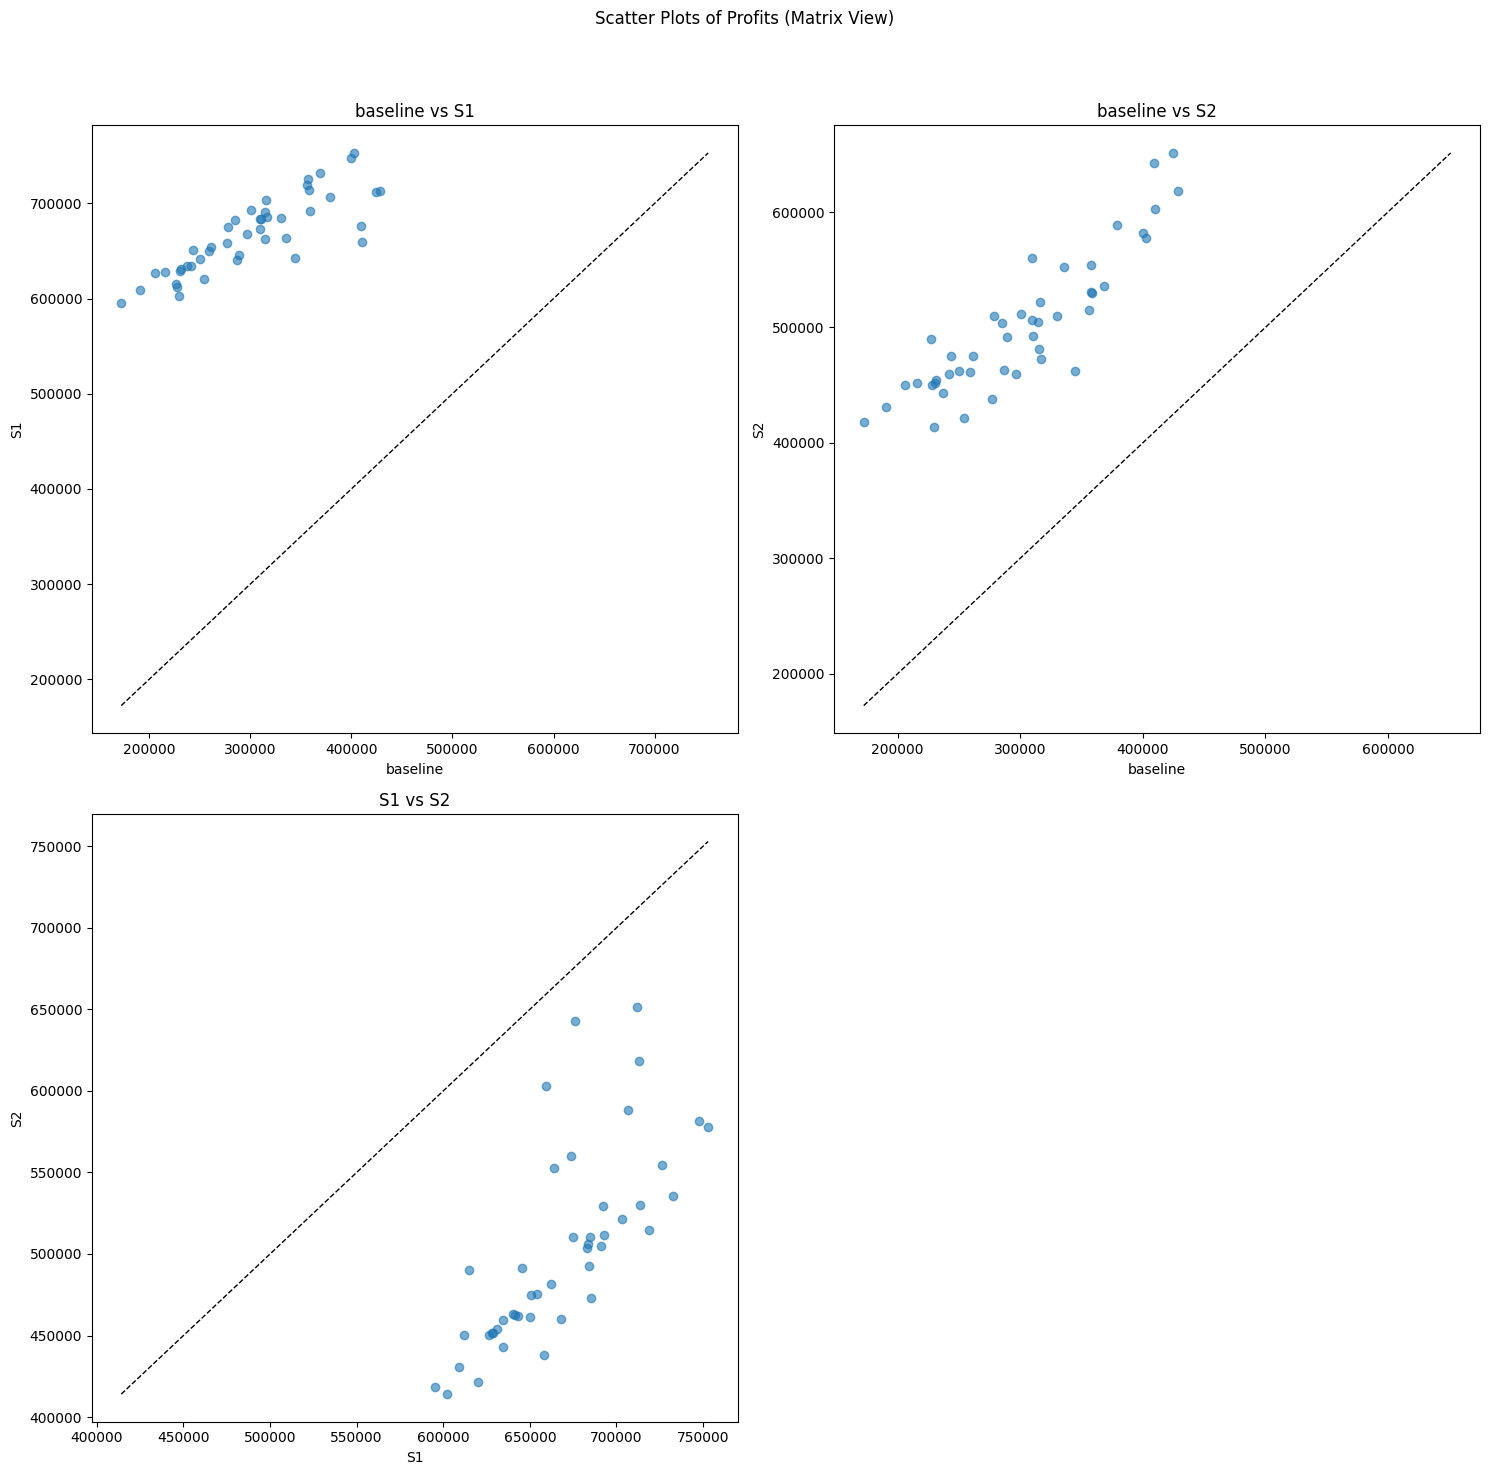 Scatter Plots of Profits (Matrix View)
baseline vs S1
700000
600000
500000
400000
300000
200000
S1
200000 300000 400000 500000 600000 700000
baseline
baseline vs S2
600000
500000
400000
300000
200000
S2
200000 300000 400000 500000 600000
baseline
S1 vs S2
750000
700000
650000
600000
550000
500000
450000
400000
S2
400000 450000 500000 550000 600000 650000 700000 750000
S1